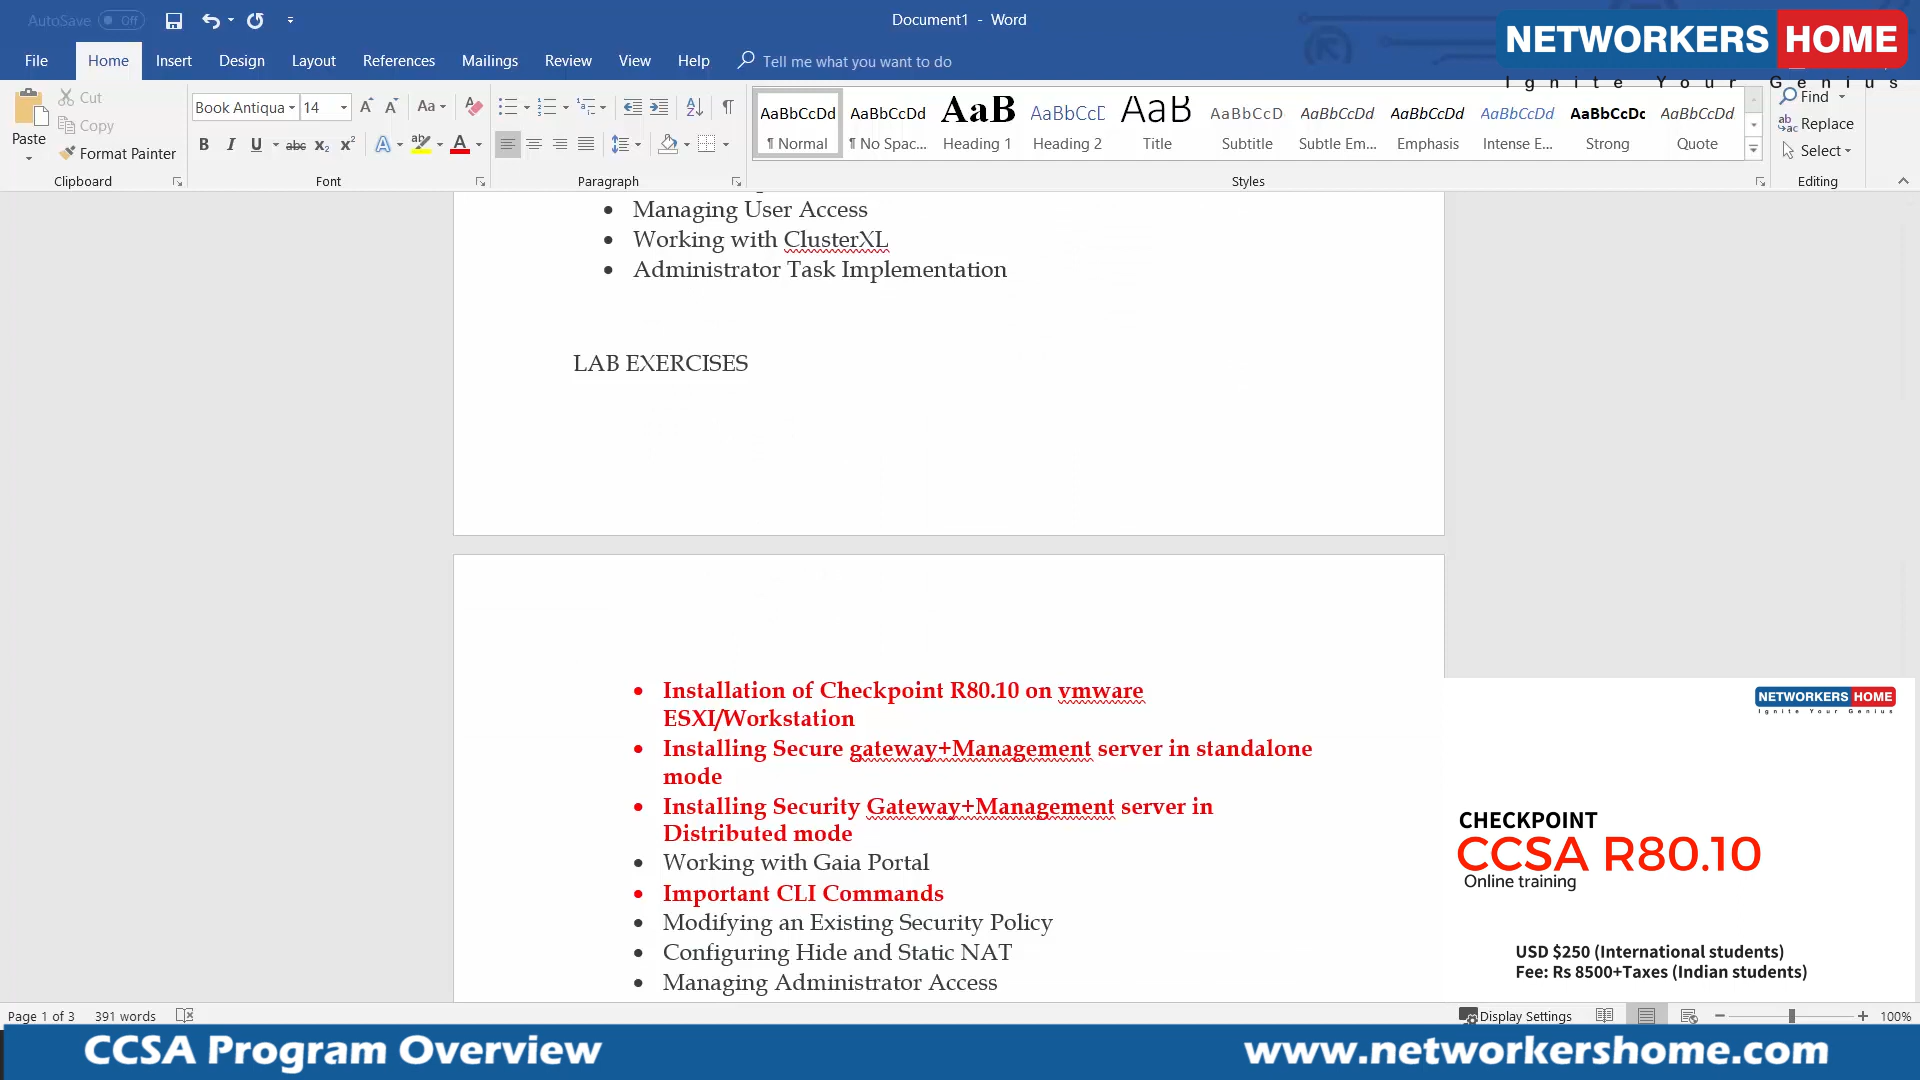 AutoSave Off
Document1 - Word
NETWORKERS HOME
Ignite Your Genius
File Home Insert Design Layout References Mailings Review View Help Tell me what you want to do
Paste
Cut
Copy
Format Painter
Clipboard
Book Antiqua 14
Font
Paragraph
AaBbCcDd AaBbCcDd AaB AaBbCcD AaB AaBbCcD AaBbCcDd AaBbCcDd AaBbCcDd AaBbCcDc AaBbCcDd
¶ Normal ¶ No Spac... Heading 1 Heading 2 Title Subtitle Subtle Em... Emphasis Intense E... Strong Quote
Styles
Find
Replace
Select
Editing
• Managing User Access
• Working with ClusterXL
• Administrator Task Implementation
LAB EXERCISES
• Installation of Checkpoint R80.10 on vmware
ESXI/Workstation
• Installing Secure gateway+Management server in standalone
mode
• Installing Security Gateway+Management server in
Distributed mode
• Working with Gaia Portal
• Important CLI Commands
• Modifying an Existing Security Policy
• Configuring Hide and Static NAT
• Managing Administrator Access
NETWORKERS HOME
Ignite Your Genius
CHECKPOINT
CCSA R80.10
Online training
USD $250 (International students)
Fee: Rs 8500+Taxes (Indian students)
Page 1 of 3 391 words
Display Settings
100%
CCSA Program Overview
www.networkershome.com